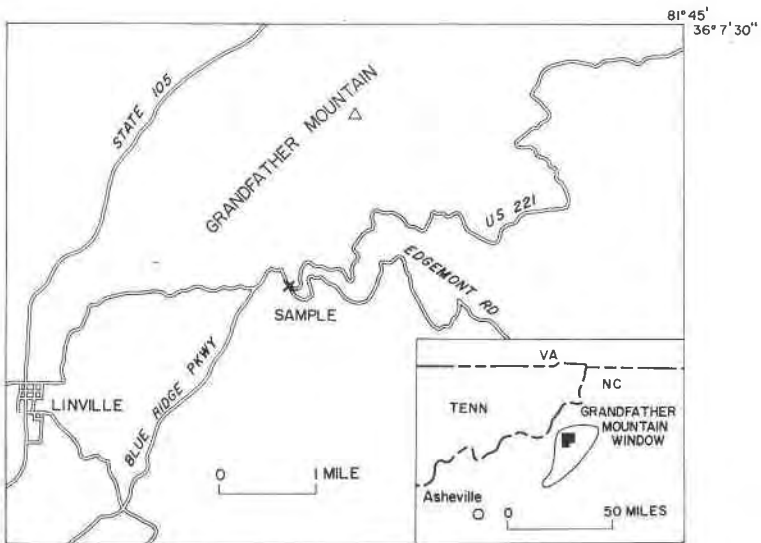 81°45'
36°7'30"
STATE 105
GRANDFATHER MOUNTAIN
US 221
EDGEMONT RD
SAMPLE
BLUE RIDGE PKWY
LINVILLE
0 1 MILE
VA
NC
TENN
GRANDFATHER
MOUNTAIN
WINDOW
Asheville
0 50 MILES